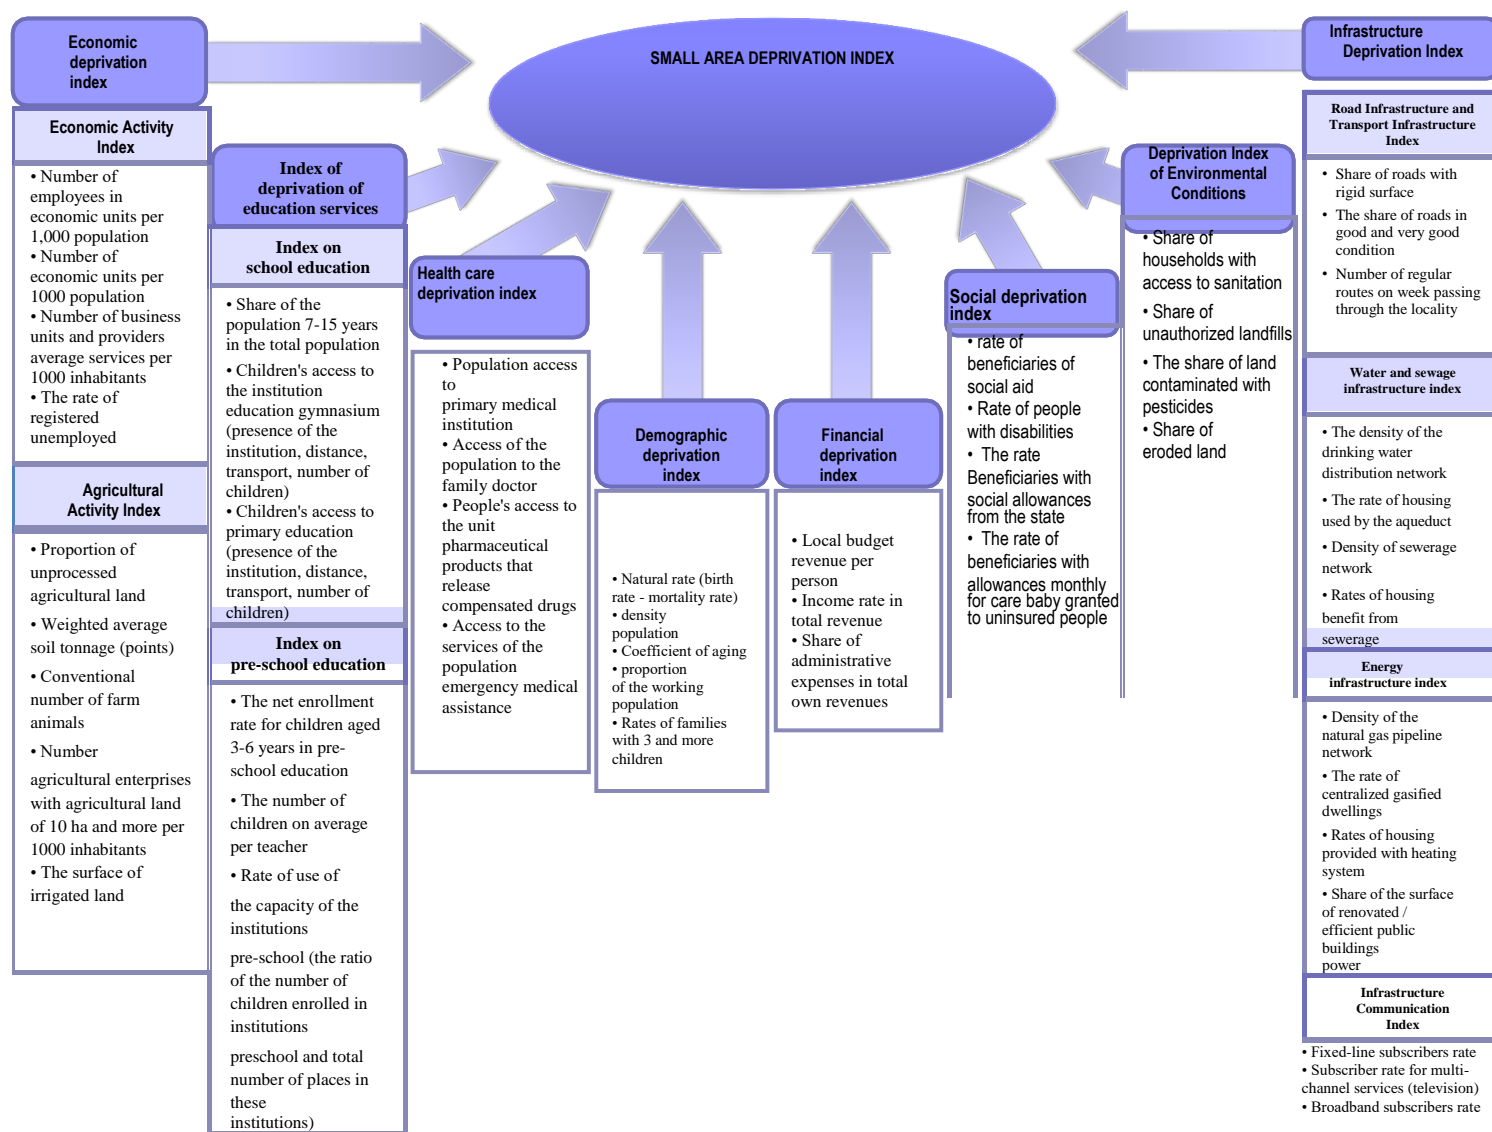 SMALL AREA DEPRIVATION INDEX
Economic
deprivation
index
Economic Activity
Index
• Number of
employees in
economic units per
1,000 population
• Number of
economic units per
1000 population
• Number of business
units and providers
average services per
1000 inhabitants
• The rate of
registered
unemployed
Agricultural
Activity Index
• Proportion of
unprocessed
agricultural land
• Weighted average
soil tonnage (points)
• Conventional
number of farm
animals
• Number
agricultural enterprises
with agricultural land
of 10 ha and more per
1000 inhabitants
• The surface of
irrigated land
Index of
deprivation of
education services
Index on
school education
• Share of the
population 7-15 years
in the total population
• Children's access to
the institution
education gymnasium
(presence of the
institution, distance,
transport, number of
children)
• Children's access to
primary education
(presence of the
institution, distance,
transport, number of
children)
Index on
pre-school education
• The net enrollment
rate for children aged
3-6 years in pre-
school education
• The number of
children on average
per teacher
• Rate of use of
the capacity of the
institutions
pre-school (the ratio
of the number of
children enrolled in
institutions
preschool and total
number of places in
these
institutions)
Health care
deprivation index
• Population access
to
primary medical
institution
• Access of the
population to the
family doctor
• People's access to
the unit
pharmaceutical
products that
release
compensated drugs
• Access to the
services of the
population
emergency medical
assistance
Demographic
deprivation
index
• Natural rate (birth
rate - mortality rate)
• density
population
• Coefficient of aging
• proportion
of the working
population
• Rates of families
with 3 and more
children
Financial
deprivation
index
• Local budget
revenue per
person
• Income rate in
total revenue
• Share of
administrative
expenses in total
own revenues
Social deprivation
index
• rate of
beneficiaries of
social aid
• Rate of people
with disabilities
• The rate
Beneficiaries with
social allowances
from the state
• The rate of
beneficiaries with
allowances monthly
for care baby granted
to uninsured people
Deprivation Index
of Environmental
Conditions
• Share of
households with
access to sanitation
• Share of
unauthorized landfills
• The share of land
contaminated with
pesticides
• Share of
eroded land
Infrastructure
Deprivation Index
Road Infrastructure and
Transport Infrastructure
Index
• Share of roads with
rigid surface
• The share of roads in
good and very good
condition
• Number of regular
routes on week passing
through the locality
Water and sewage
infrastructure index
• The density of the
drinking water
distribution network
• The rate of housing
used by the aqueduct
• Density of sewerage
network
• Rates of housing
benefit from
sewerage
Energy
infrastructure index
• Density of the
natural gas pipeline
network
• The rate of
centralized gasified
dwellings
• Rates of housing
provided with heating
system
• Share of the surface
of renovated /
efficient public
buildings
power
Infrastructure
Communication
Index
• Fixed-line subscribers rate
• Subscriber rate for multi-
channel services (television)
• Broadband subscribers rate